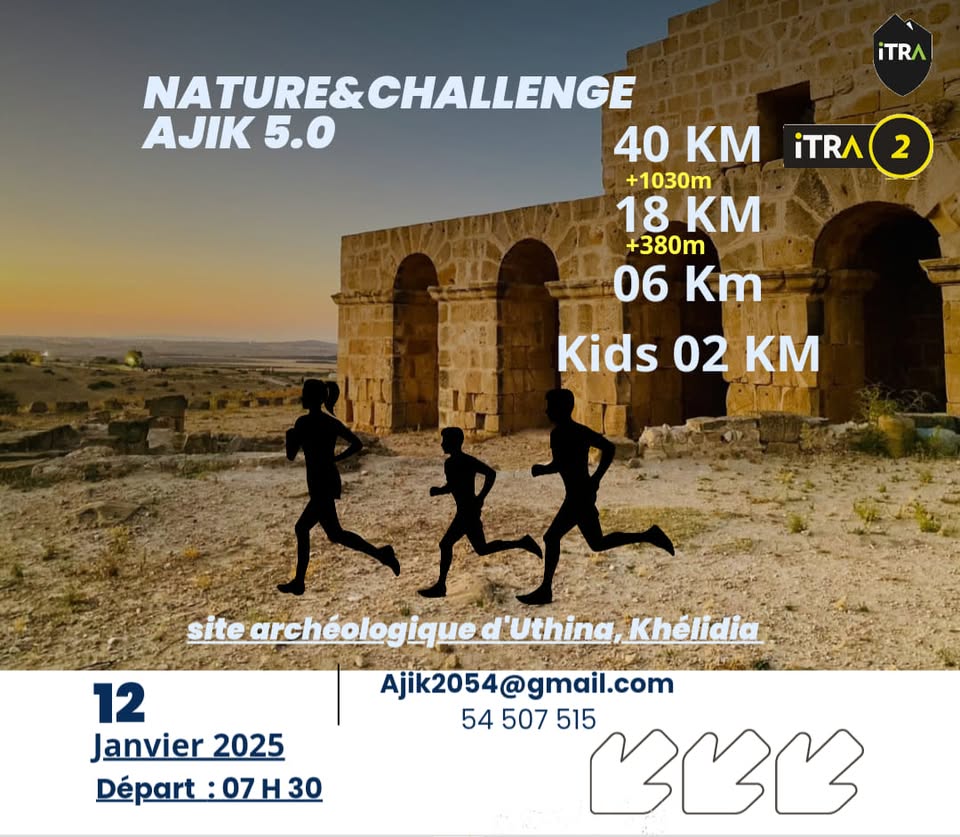 iTRA
NATURE&CHALLENGE
AJIK 5.0
40 KM
iTRA 2
+1030m
18 KM
+380m
06 Km
Kids 02 KM
site archéologique d'Uthina, Khélidia
12
Janvier 2025
Départ : 07 H 30
Ajik2054@gmail.com
54 507 515